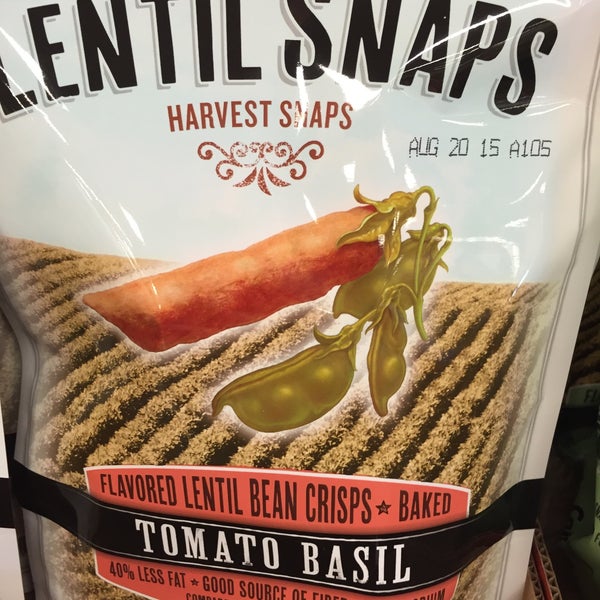 LENTIL SNAPS
HARVEST SNAPS
AUG 20 15 A105
FLAVORED LENTIL BEAN CRISPS ★ BAKED
TOMATO BASIL
40% LESS FAT ★ GOOD SOURCE OF FIBER